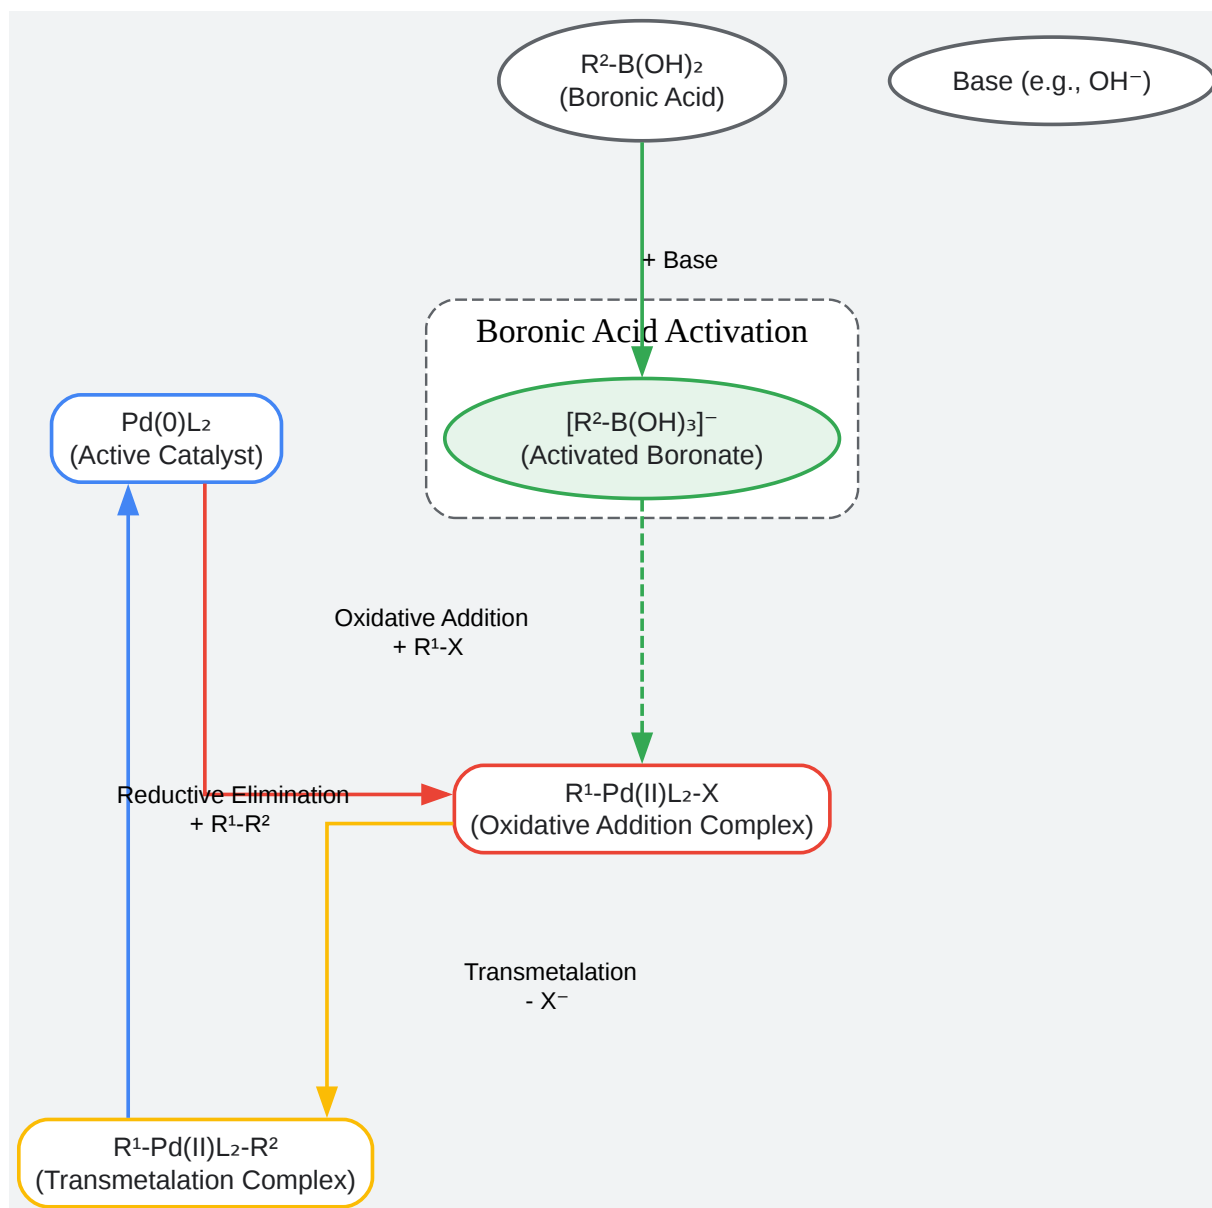 R²-B(OH)₂
(Boronic Acid)
Base (e.g., OH⁻)
+ Base
Boronic Acid Activation
[R²-B(OH)₃]⁻
(Activated Boronate)
Pd(0)L₂
(Active Catalyst)
Oxidative Addition
+ R¹-X
Reductive Elimination
+ R¹-R²
R¹-Pd(II)L₂-X
(Oxidative Addition Complex)
Transmetalation
- X⁻
R¹-Pd(II)L₂-R²
(Transmetalation Complex)